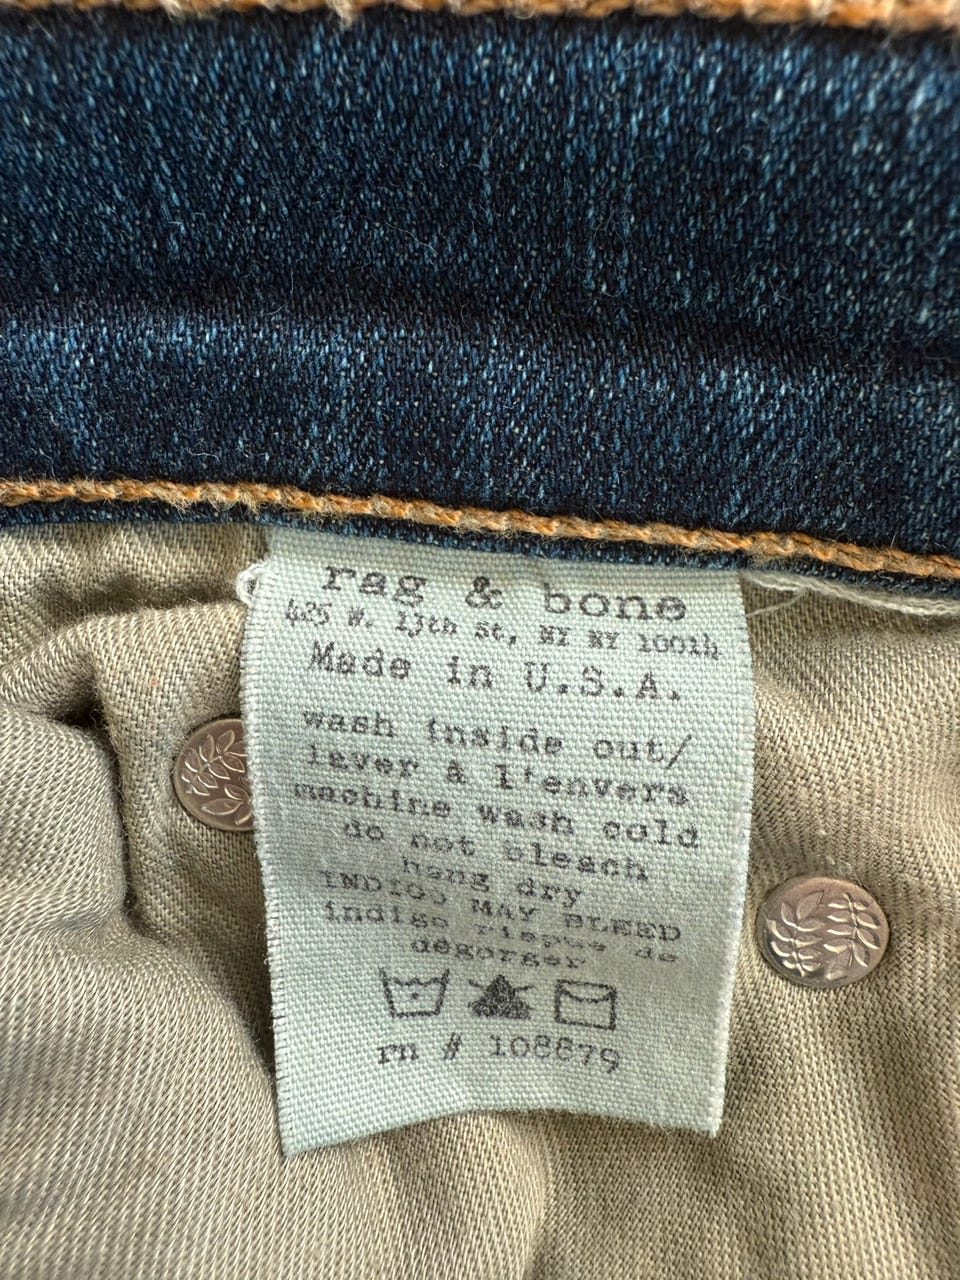 rag & bone
425 W. 13th St, NY NY 10014
Made in U.S.A.
wash inside out/
laver à l'envers
machine wash cold
do not bleach
hang dry
INDIGO MAY BLEED
indigo risque de
dégorger
rn # 108879